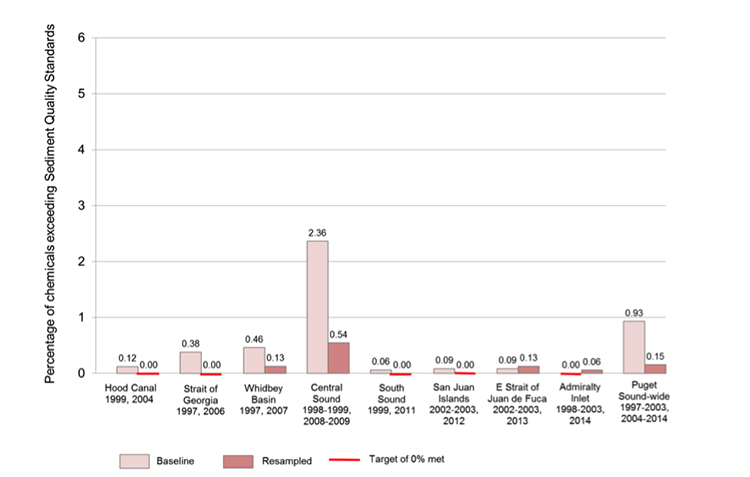 Percentage of chemicals exceeding Sediment Quality Standards
6
5
4
3
2
1
0
0.12 0.00
0.38 0.00
0.46 0.13
2.36 0.54
0.06 0.00
0.09 0.00
0.09 0.13
0.00 0.06
0.93 0.15
Hood Canal
1999, 2004
Strait of
Georgia
1997, 2006
Whidbey
Basin
1997, 2007
Central
Sound
1998-1999,
2008-2009
South
Sound
1999, 2011
San Juan
Islands
2002-2003,
2012
E Strait of
Juan de Fuca
2002-2003,
2013
Admiralty
Inlet
1998-2003,
2014
Puget
Sound-wide
1997-2003,
2004-2014
Baseline
Resampled
Target of 0% met